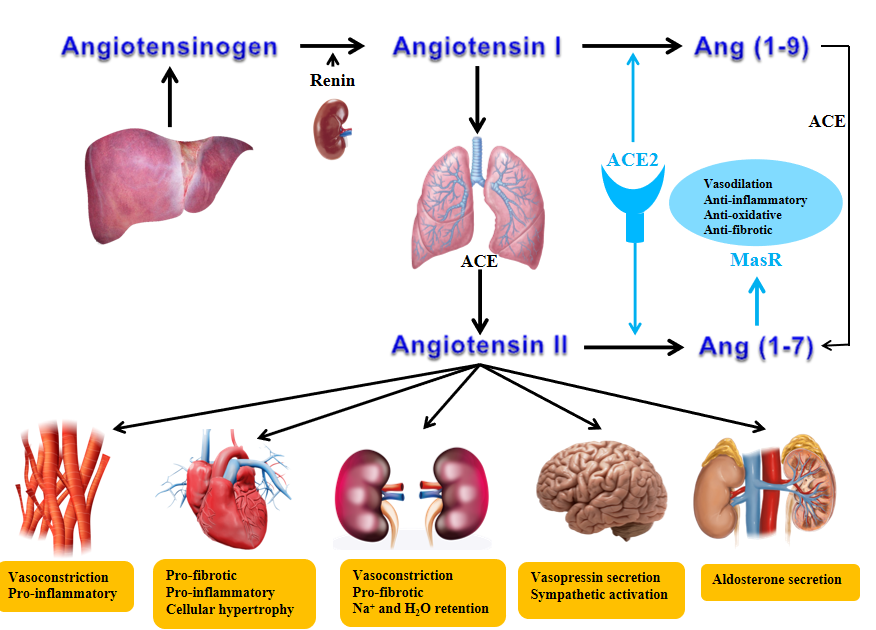 Angiotensinogen
Angiotensin I
Ang (1-9)
Renin
ACE
ACE2
Vasodilation
Anti-inflammatory
Anti-oxidative
Anti-fibrotic
MasR
ACE
Angiotensin II
Ang (1-7)
Vasoconstriction
Pro-inflammatory
Pro-fibrotic
Pro-inflammatory
Cellular hypertrophy
Vasoconstriction
Pro-fibrotic
Na⁺ and H₂O retention
Vasopressin secretion
Sympathetic activation
Aldosterone secretion